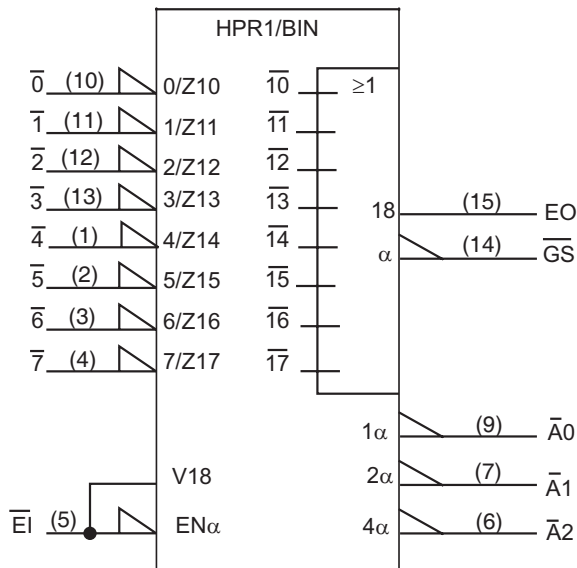 HPR1/BIN
0̅ (10) 0/Z10 1̅0̅ ≥1
1̅ (11) 1/Z11 1̅1̅
2̅ (12) 2/Z12 1̅2̅
3̅ (13) 3/Z13 1̅3̅
18 (15) EO
4̅ (1) 4/Z14 1̅4̅
α (14) G̅S̅
5̅ (2) 5/Z15 1̅5̅
6̅ (3) 6/Z16 1̅6̅
7̅ (4) 7/Z17 1̅7̅
1α (9) A̅0
V18 2α (7) A̅1
E̅I̅ (5) ENα 4α (6) A̅2